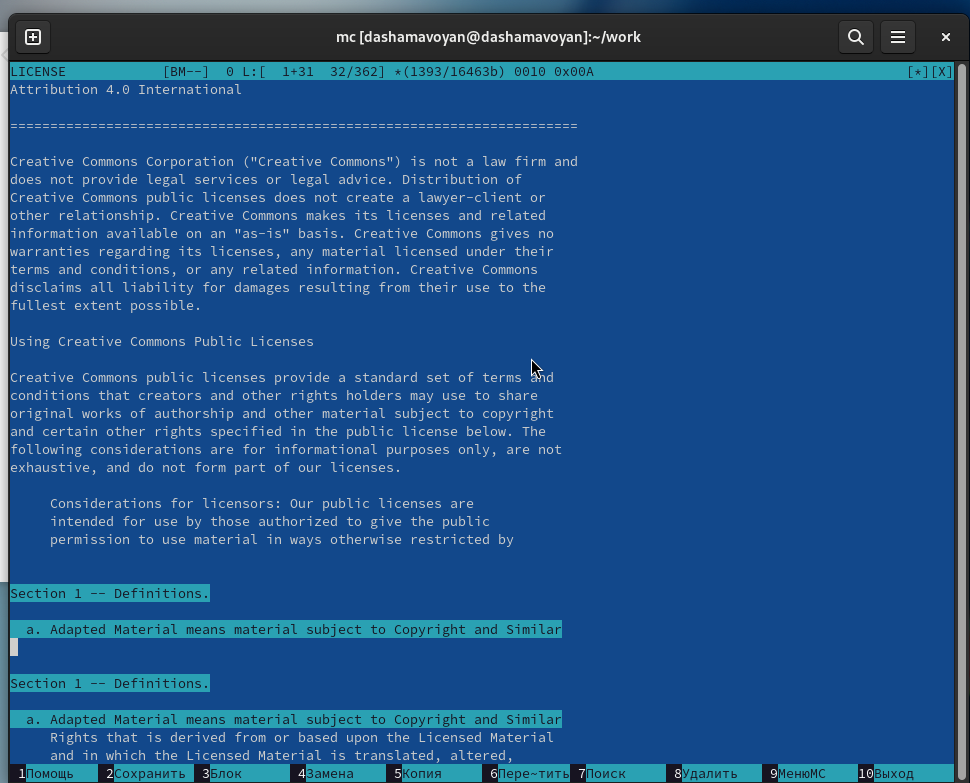 mc [dashamavoyan@dashamavoyan]:~/work
LICENSE [BM--] 0 L:[ 1+31 32/362] *(1393/16463b) 0010 0x00A [*][X]
Attribution 4.0 International
=======================================================================
Creative Commons Corporation ("Creative Commons") is not a law firm and
does not provide legal services or legal advice. Distribution of
Creative Commons public licenses does not create a lawyer-client or
other relationship. Creative Commons makes its licenses and related
information available on an "as-is" basis. Creative Commons gives no
warranties regarding its licenses, any material licensed under their
terms and conditions, or any related information. Creative Commons
disclaims all liability for damages resulting from their use to the
fullest extent possible.
Using Creative Commons Public Licenses
Creative Commons public licenses provide a standard set of terms and
conditions that creators and other rights holders may use to share
original works of authorship and other material subject to copyright
and certain other rights specified in the public license below. The
following considerations are for informational purposes only, are not
exhaustive, and do not form part of our licenses.
Considerations for licensors: Our public licenses are
intended for use by those authorized to give the public
permission to use material in ways otherwise restricted by
Section 1 -- Definitions.
a. Adapted Material means material subject to Copyright and Similar
Section 1 -- Definitions.
a. Adapted Material means material subject to Copyright and Similar
Rights that is derived from or based upon the Licensed Material
and in which the Licensed Material is translated, altered,
1Помощь 2Сохранить 3Блок 4Замена 5Копия 6Пере~тить 7Поиск 8Удалить 9МенюМС 10Выход